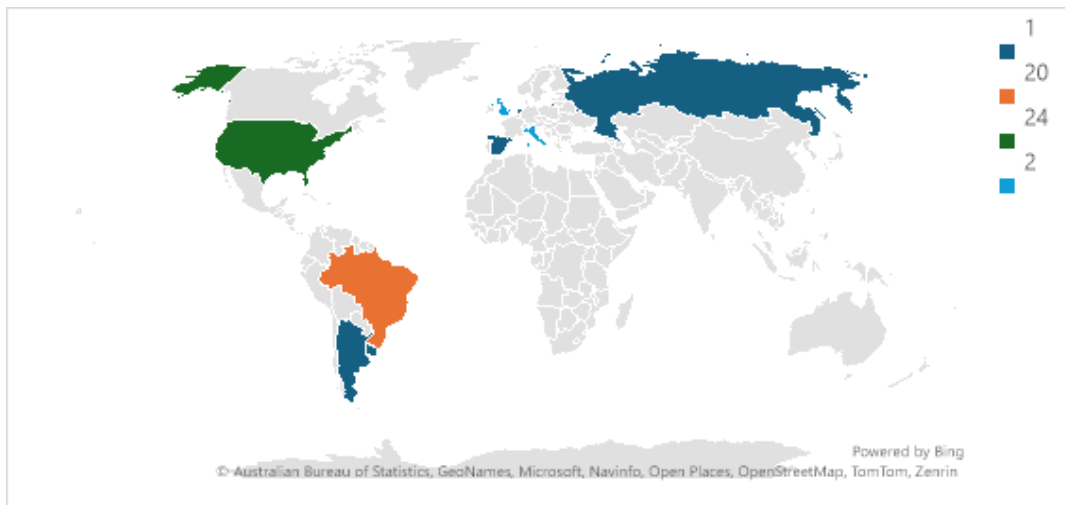 1
20
24
2
Powered by Bing
© Australian Bureau of Statistics, GeoNames, Microsoft, Navinfo, Open Places, OpenStreetMap, TomTom, Zenrin